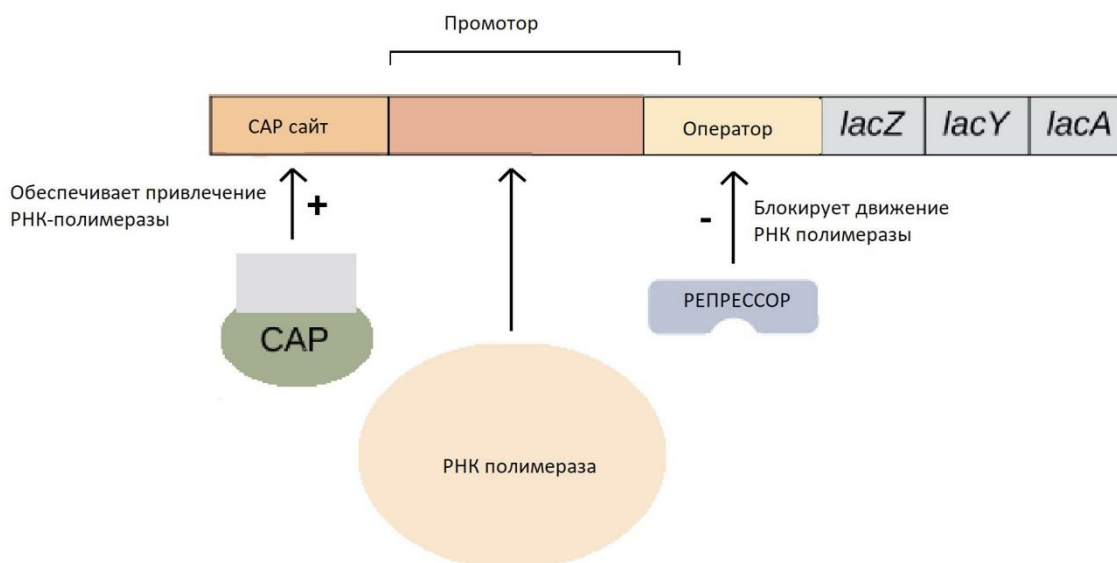 Промотор
CAP сайт
Оператор
lacZ
lacY
lacA
Обеспечивает привлечение
РНК-полимеразы
+
-
Блокирует движение
РНК полимеразы
CAP
РЕПРЕССОР
РНК полимераза